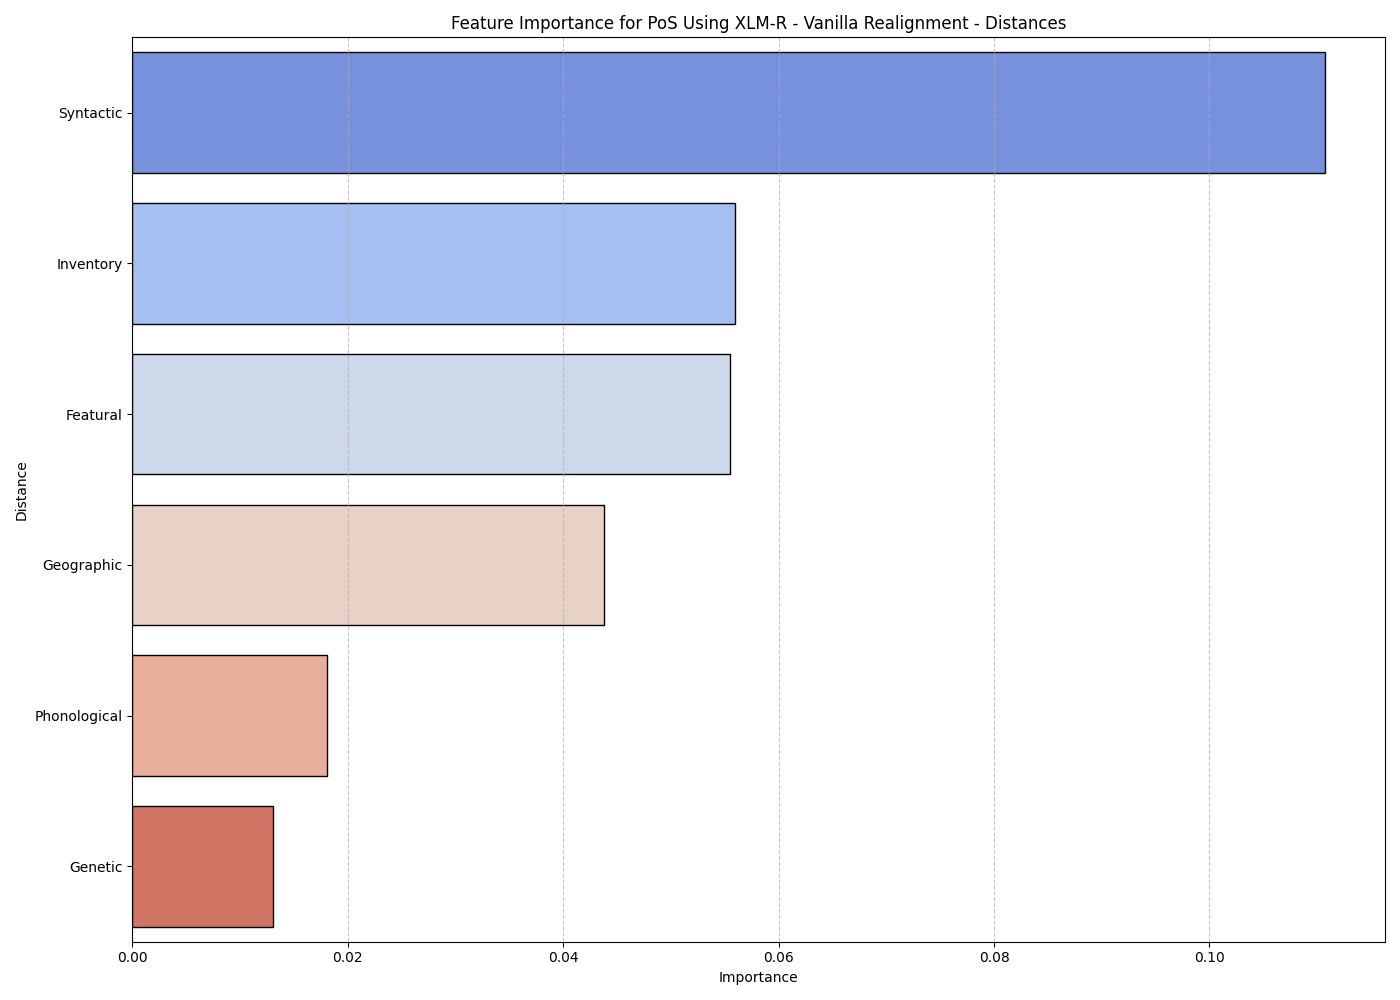 Feature Importance for PoS Using XLM-R - Vanilla Realignment - Distances
Syntactic
Inventory
Featural
Geographic
Phonological
Genetic
Distance
0.00 0.02 0.04 0.06 0.08 0.10
Importance